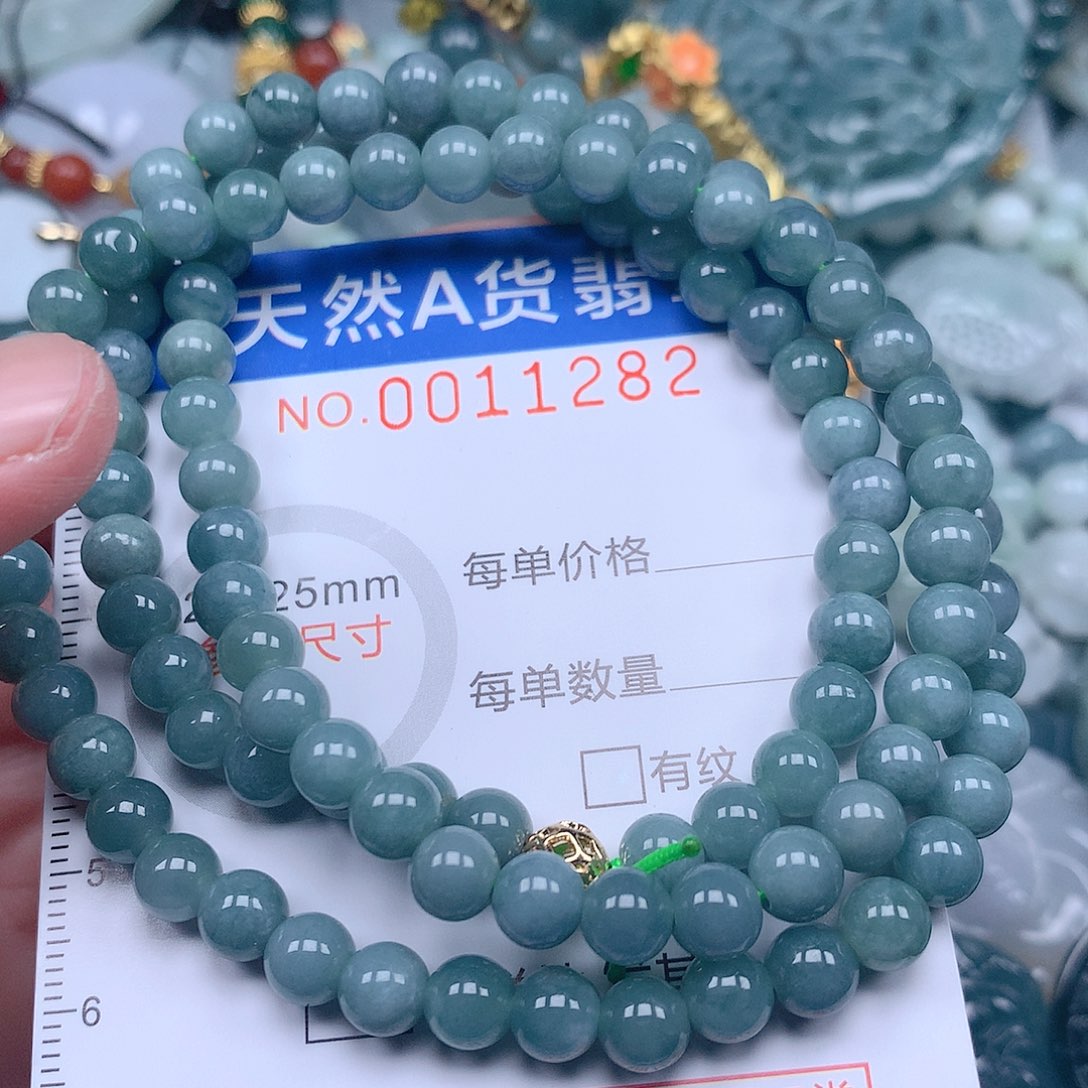 天然A货翡
NO.0011282
每单价格
25mm
尺寸
每单数量
有纹
5
6